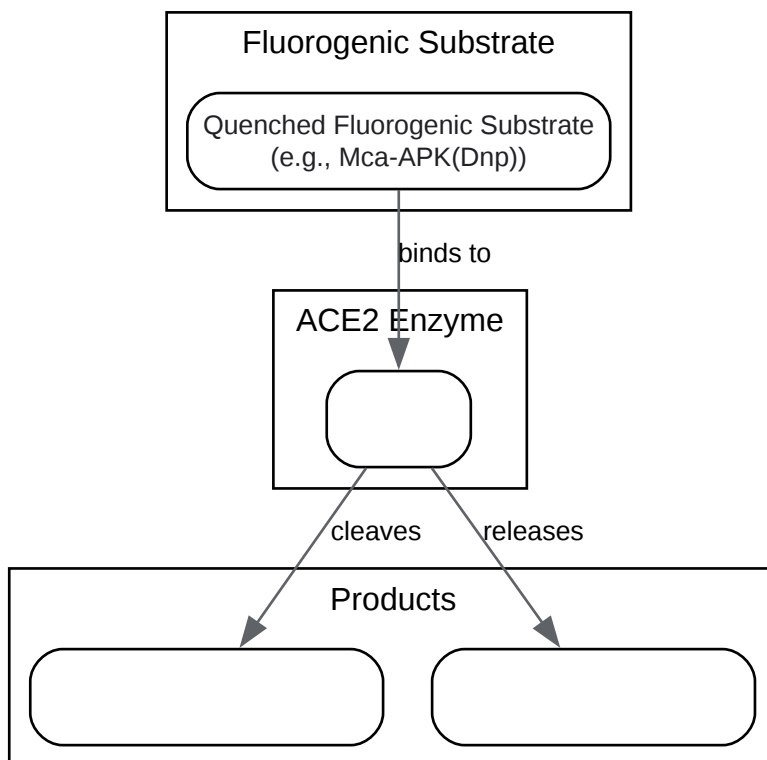 Fluorogenic Substrate
Quenched Fluorogenic Substrate
(e.g., Mca-APK(Dnp))
binds to
ACE2 Enzyme
cleaves
releases
Products